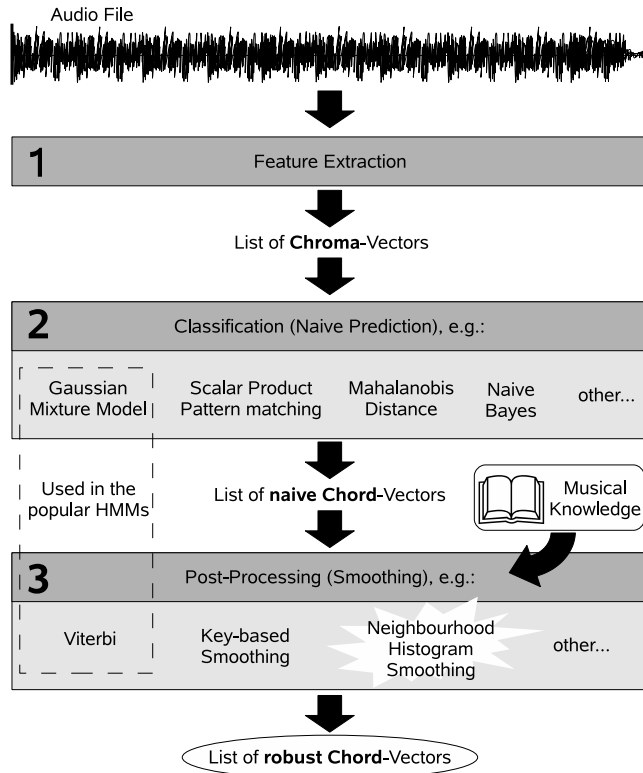 Audio File
1 Feature Extraction
List of Chroma-Vectors
2 Classification (Naive Prediction), e.g.:
Gaussian
Mixture Model
Scalar Product
Pattern matching
Mahalanobis
Distance
Naive
Bayes
other...
Used in the
popular HMMs
List of naive Chord-Vectors
Musical
Knowledge
3 Post-Processing (Smoothing), e.g.:
Viterbi
Key-based
Smoothing
Neighbourhood
Histogram
Smoothing
other...
List of robust Chord-Vectors